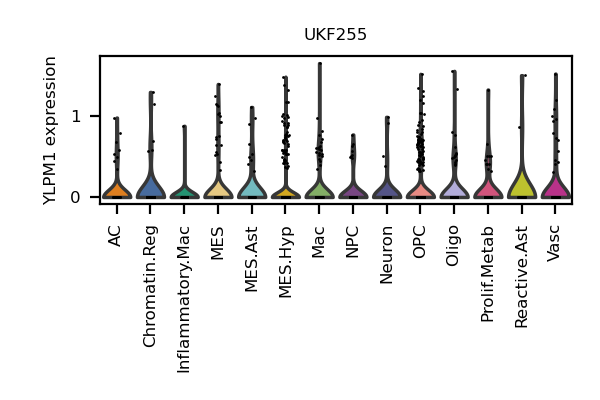 UKF255
YLPM1 expression
1
0
AC
Chromatin.Reg
Inflammatory.Mac
MES
MES.Ast
MES.Hyp
Mac
NPC
Neuron
OPC
Oligo
Prolif.Metab
Reactive.Ast
Vasc